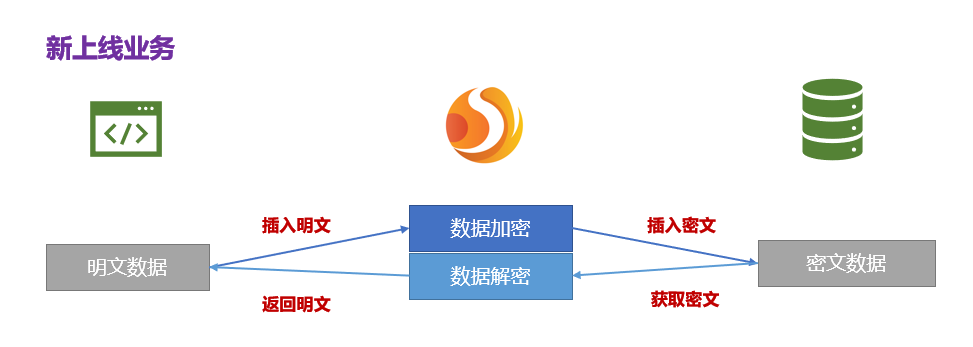 新上线业务
插入明文
数据加密
插入密文
明文数据
数据解密
密文数据
返回明文
获取密文